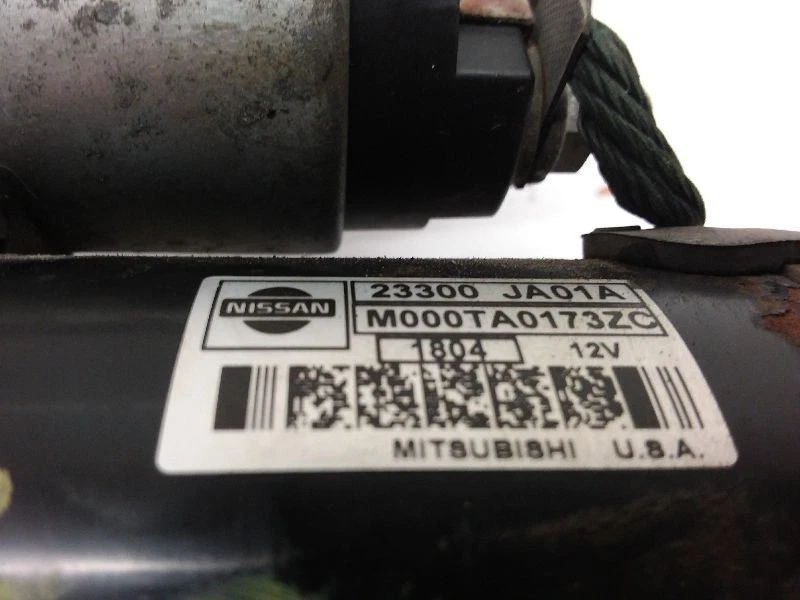 NISSAN
23300 JA01A
M000TA0173ZC
1804 12V
MITSUBISHI U.S.A.